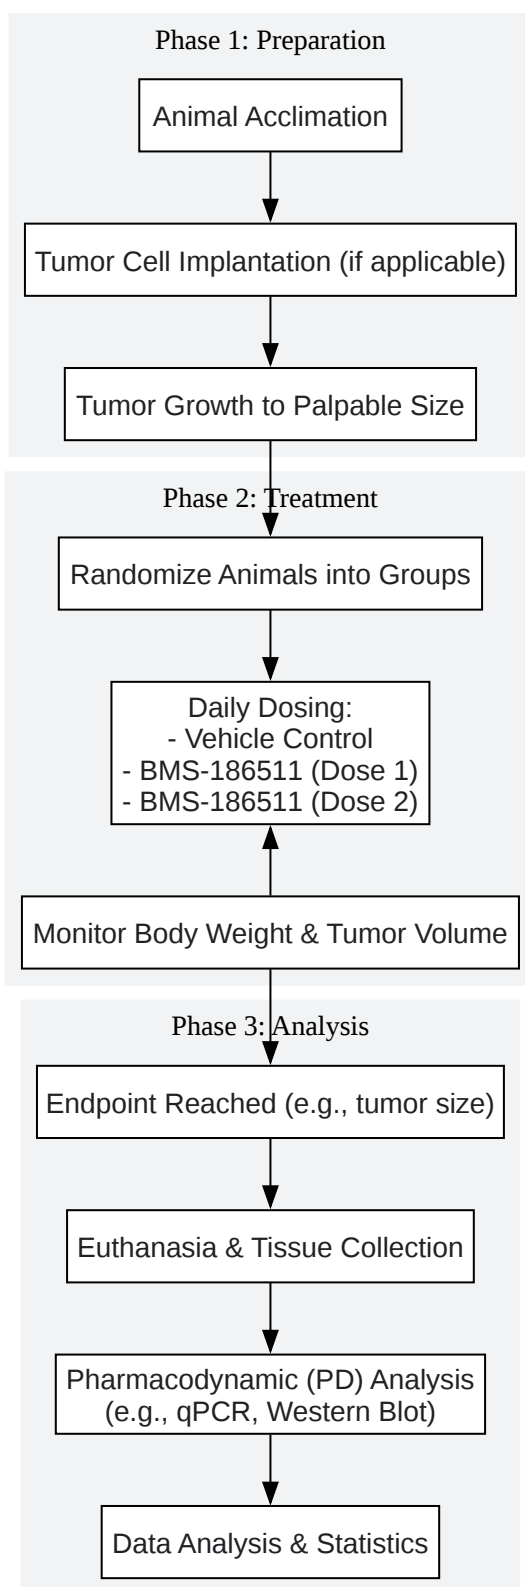 Phase 1: Preparation
Animal Acclimation
Tumor Cell Implantation (if applicable)
Tumor Growth to Palpable Size
Phase 2: Treatment
Randomize Animals into Groups
Daily Dosing:
- Vehicle Control
- BMS-186511 (Dose 1)
- BMS-186511 (Dose 2)
Monitor Body Weight & Tumor Volume
Phase 3: Analysis
Endpoint Reached (e.g., tumor size)
Euthanasia & Tissue Collection
Pharmacodynamic (PD) Analysis
(e.g., qPCR, Western Blot)
Data Analysis & Statistics